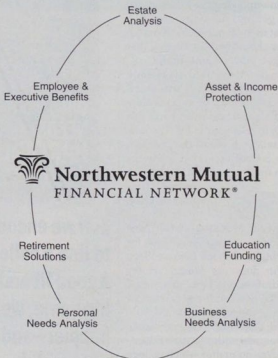 Estate
Analysis
Employee &
Executive Benefits
Asset & Income
Protection
Northwestern Mutual
FINANCIAL NETWORK®
Retirement
Solutions
Education
Funding
Personal
Needs Analysis
Business
Needs Analysis